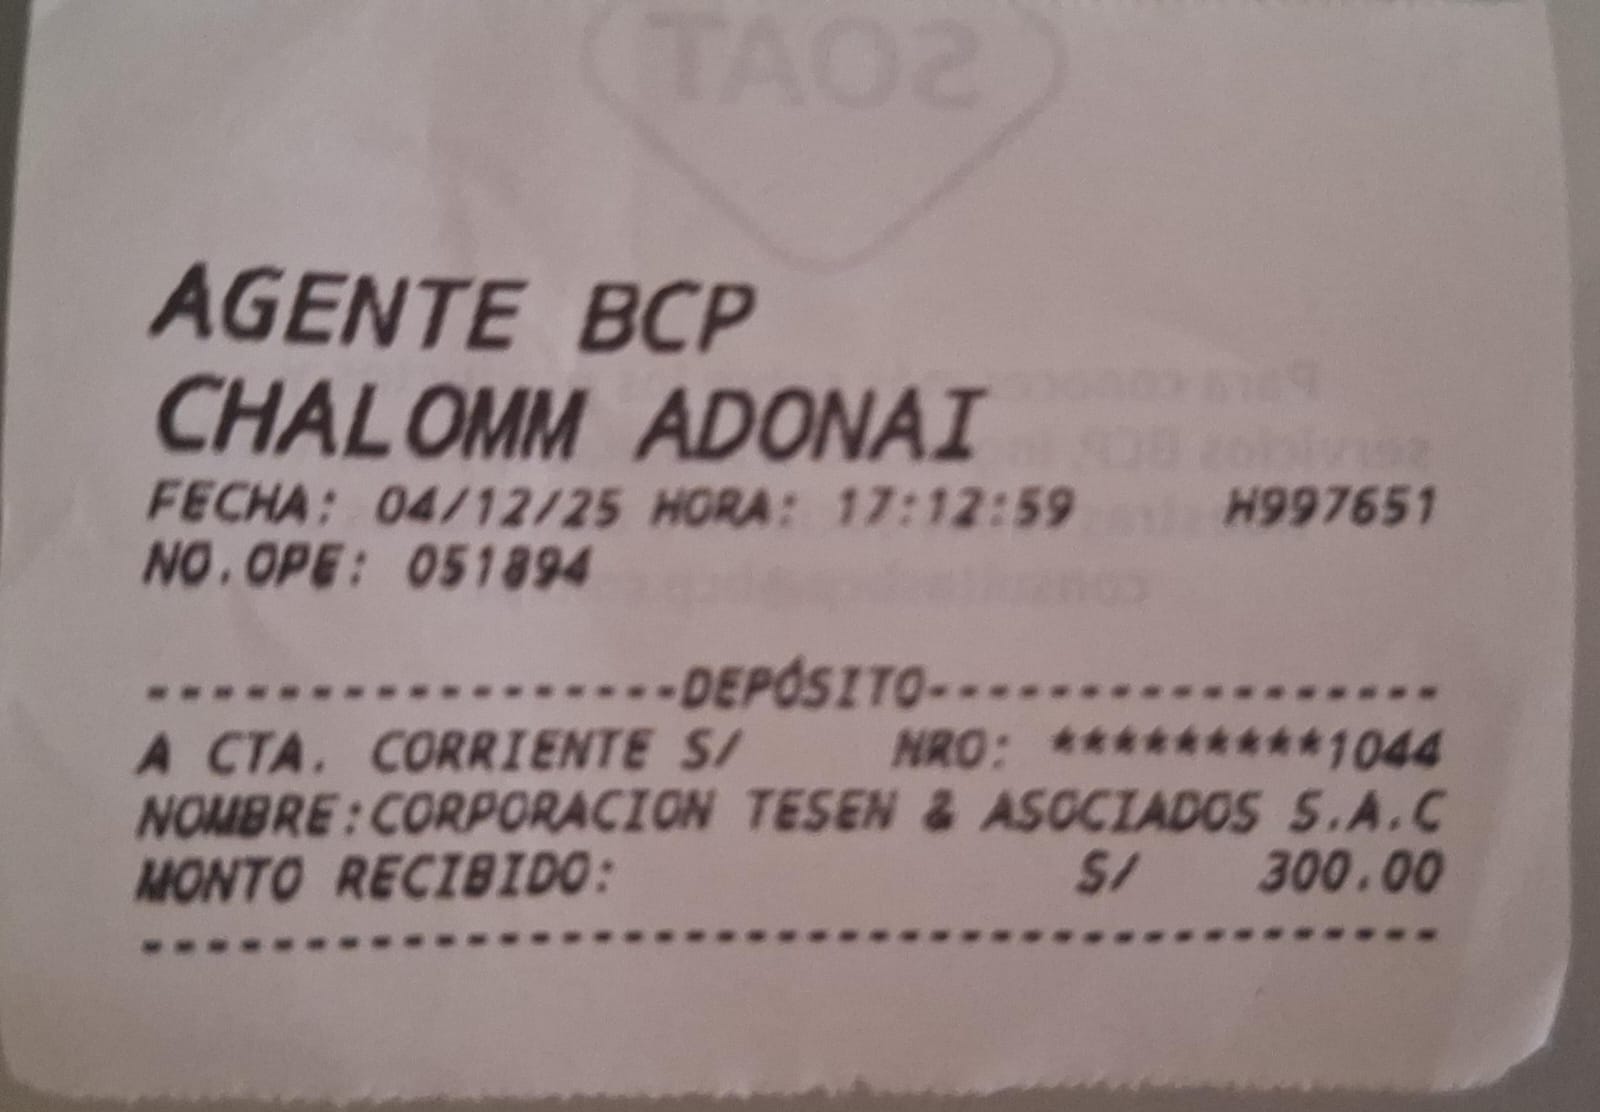 SOAT
AGENTE BCP
CHALOMM ADONAI
FECHA: 04/12/25 HORA: 17:12:59 H997651
NO.OPE: 051894
------------------DEPÓSITO------------------
A CTA. CORRIENTE S/ NRO: *********1044
NOMBRE:CORPORACION TESEN & ASOCIADOS S.A.C
MONTO RECIBIDO: S/ 300.00